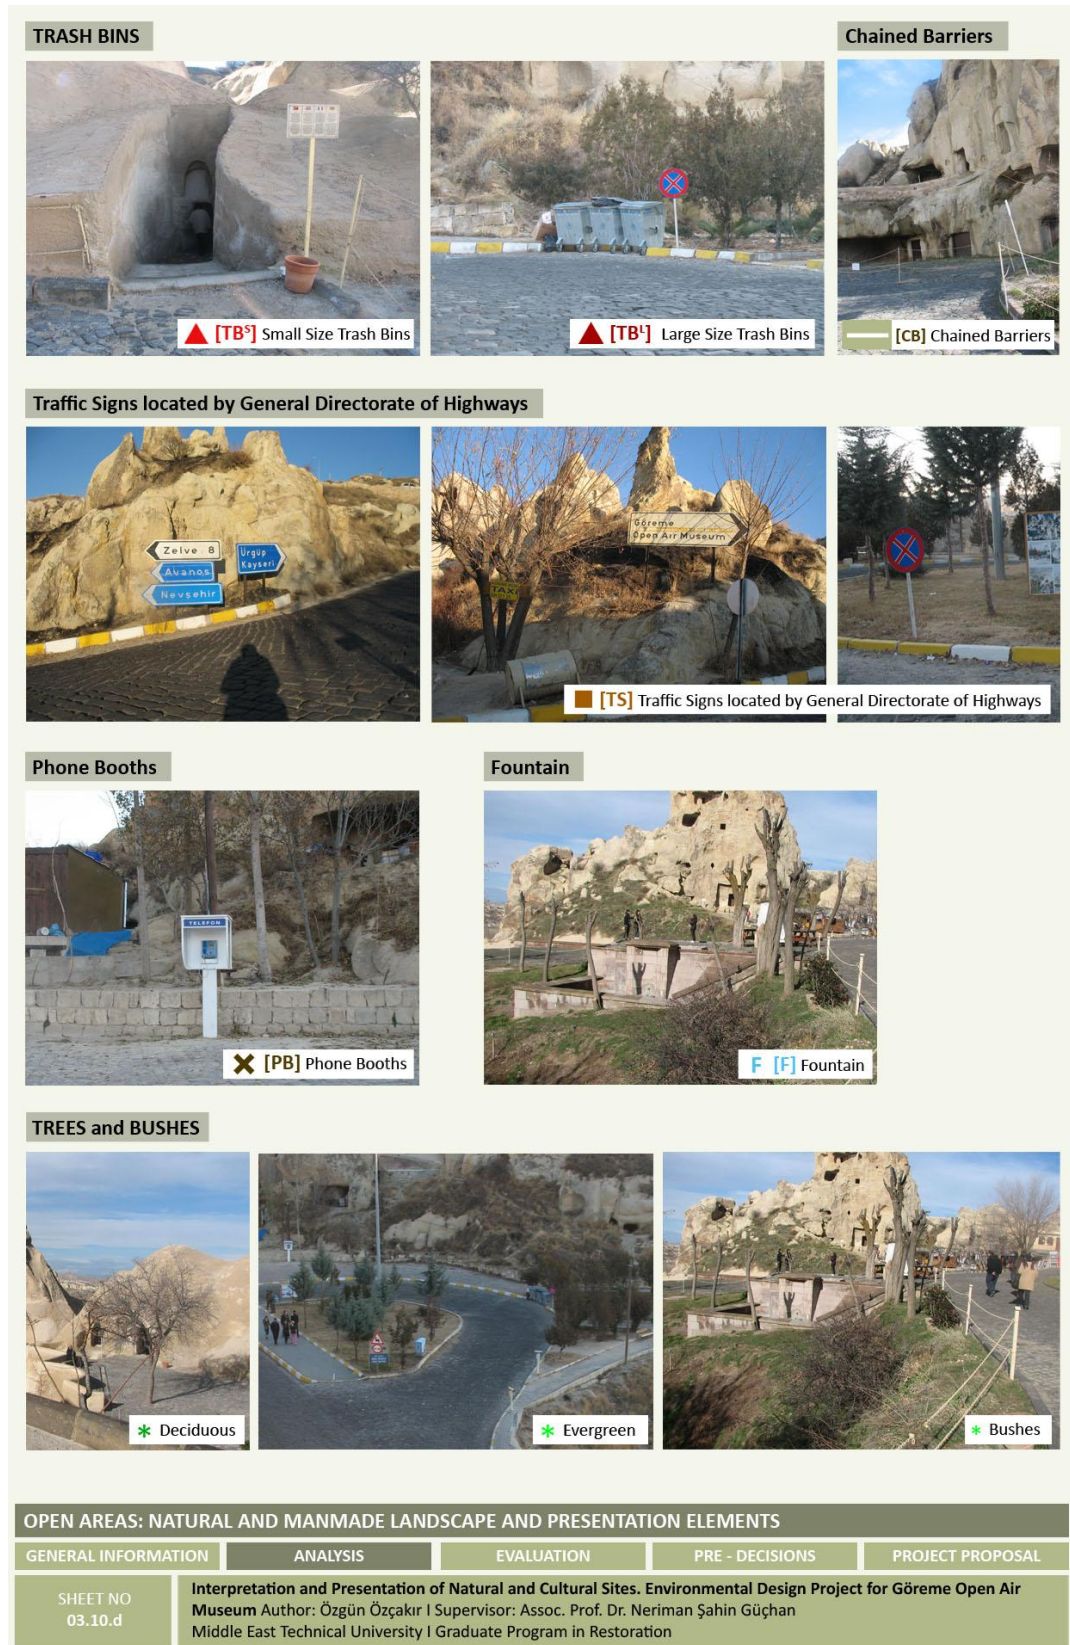 TRASH BINS
Chained Barriers
▲ [TBˢ] Small Size Trash Bins
▲ [TBᴸ] Large Size Trash Bins
[CB] Chained Barriers
Traffic Signs located by General Directorate of Highways
Zelve 8
Avanos
Nevşehir
Ürgüp
Kayseri
TAXI
Göreme
Open Air Museum
■ [TS] Traffic Signs located by General Directorate of Highways
Phone Booths
Fountain
TELEFON
✕ [PB] Phone Booths
F [F] Fountain
TREES and BUSHES
* Deciduous
* Evergreen
* Bushes
OPEN AREAS: NATURAL AND MANMADE LANDSCAPE AND PRESENTATION ELEMENTS
GENERAL INFORMATION
ANALYSIS
EVALUATION
PRE - DECISIONS
PROJECT PROPOSAL
SHEET NO
03.10.d
Interpretation and Presentation of Natural and Cultural Sites. Environmental Design Project for Göreme Open Air
Museum Author: Özgün Özçakır I Supervisor: Assoc. Prof. Dr. Neriman Şahin Güçhan
Middle East Technical University I Graduate Program in Restoration